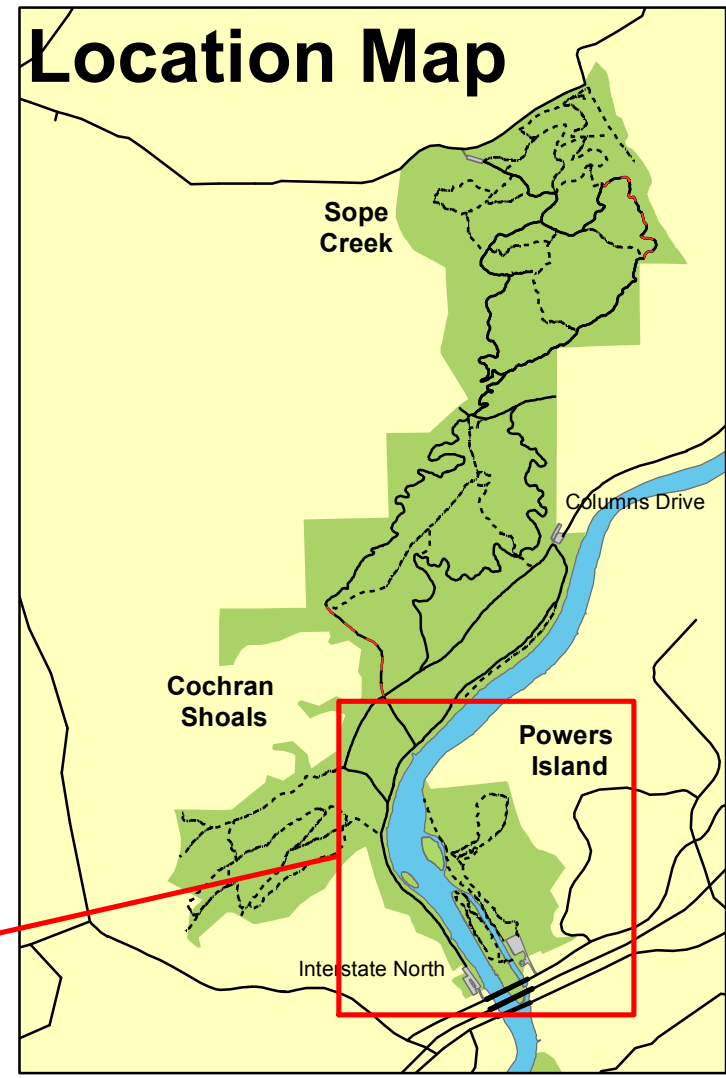 Location Map
Sope
Creek
Columns Drive
Cochran
Shoals
Powers
Island
Interstate North